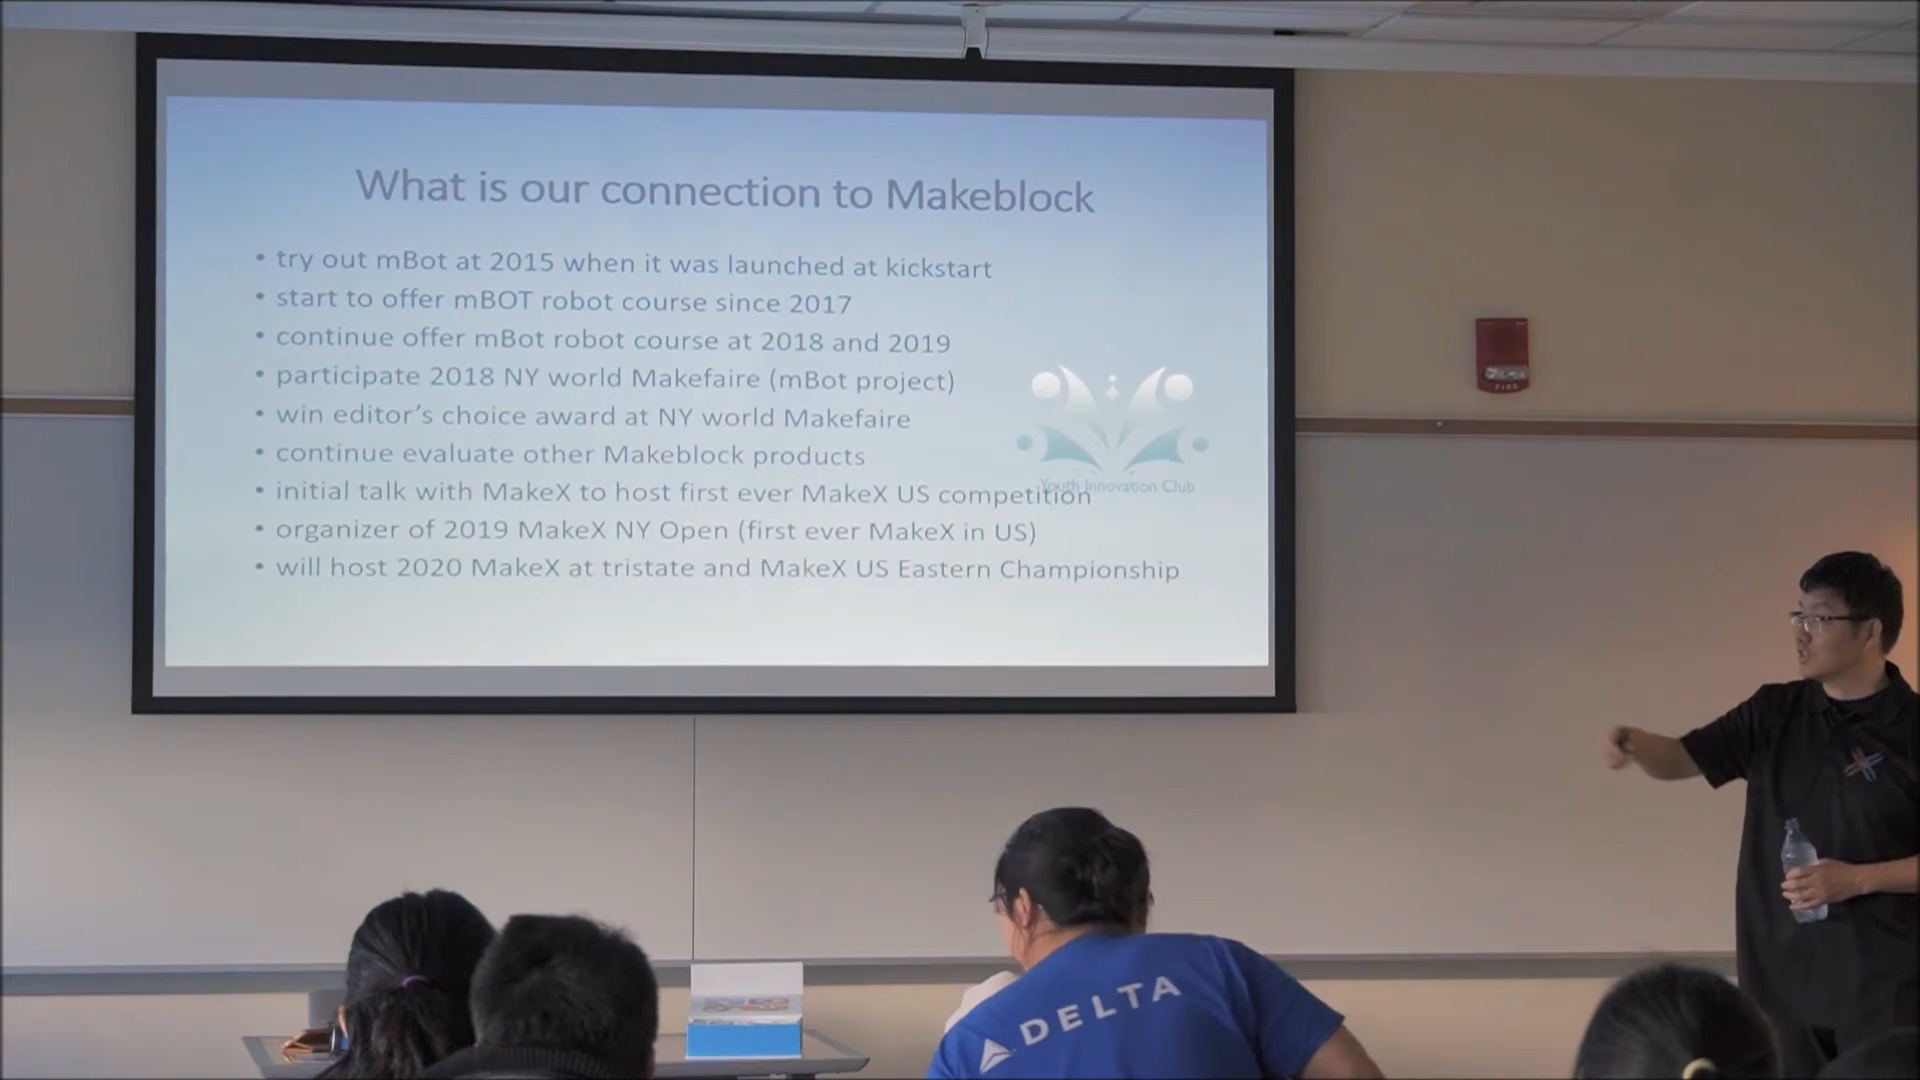 What is our connection to Makeblock
• try out mBot at 2015 when it was launched at kickstart
• start to offer mBOT robot course since 2017
• continue offer mBot robot course at 2018 and 2019
• participate 2018 NY world Makefaire (mBot project)
• win editor's choice award at NY world Makefaire
• continue evaluate other Makeblock products
• initial talk with MakeX to host first ever MakeX US competition
Youth Innovation Club
• organizer of 2019 MakeX NY Open (first ever MakeX in US)
• will host 2020 MakeX at tristate and MakeX US Eastern Championship
FIRE
DELTA